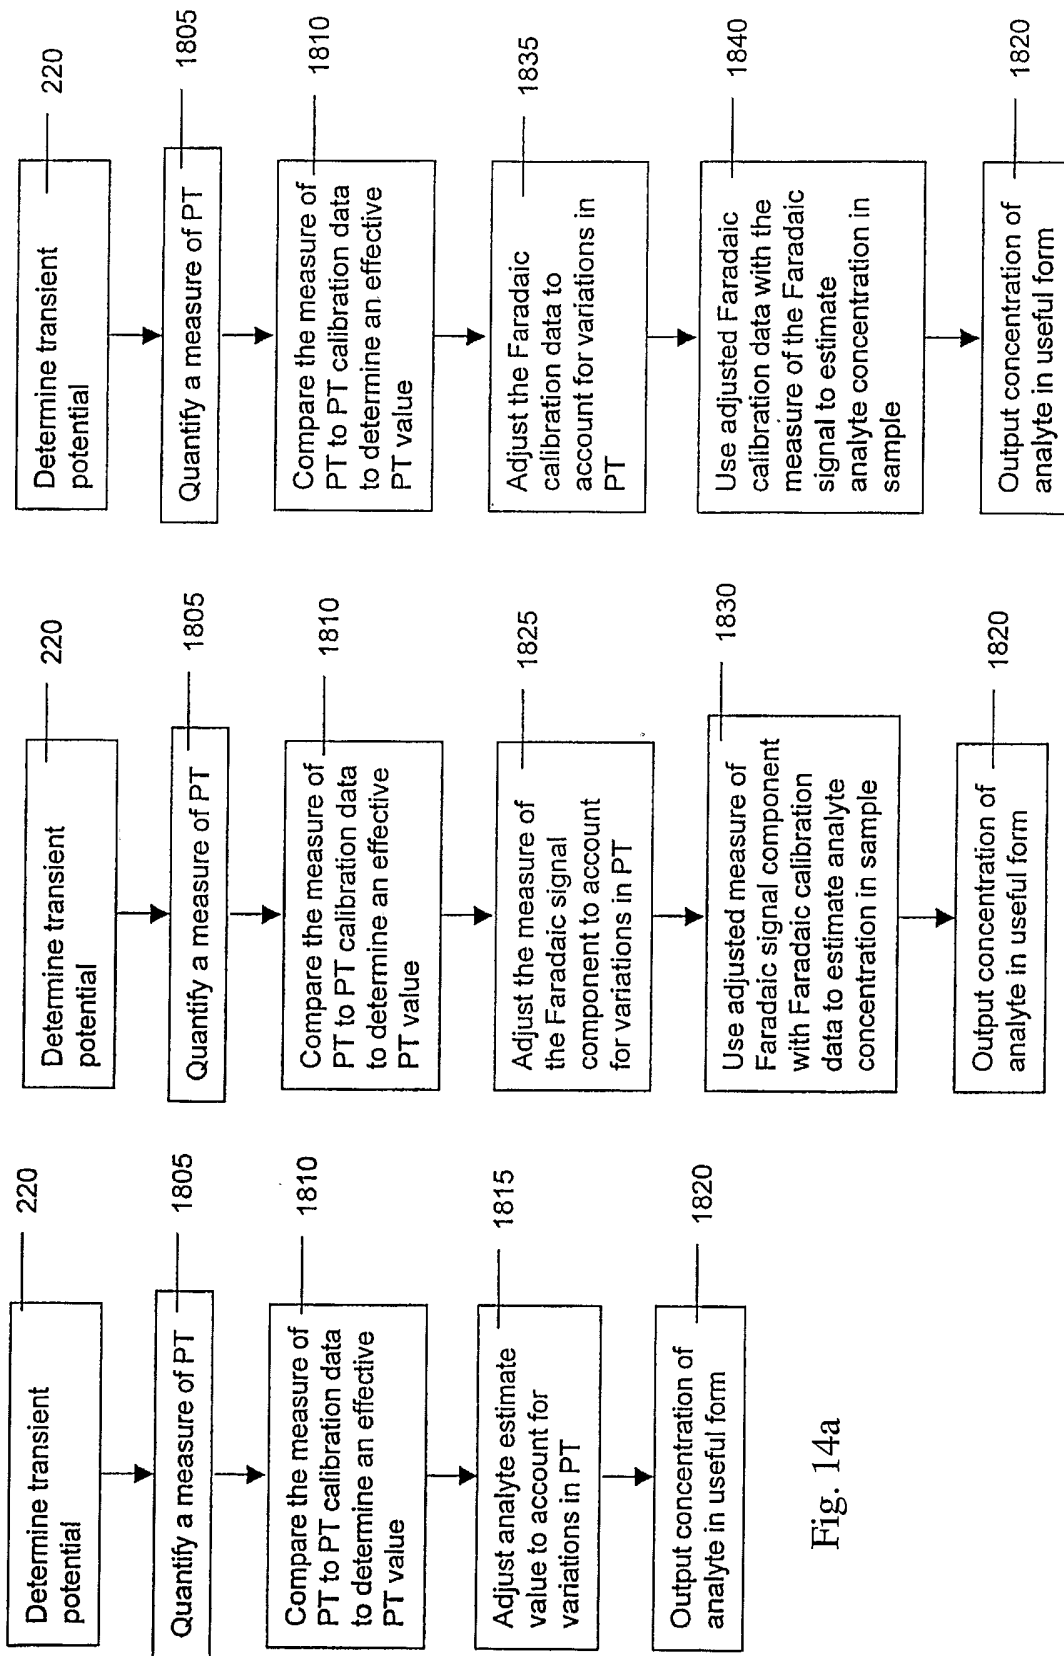 Determine transient
potential
220
Quantify a measure of PT
1805
Compare the measure of
PT to PT calibration data
to determine an effective
PT value
1810
Adjust analyte estimate
value to account for
variations in PT
1815
Output concentration of
analyte in useful form
1820
Determine transient
potential
220
Quantify a measure of PT
1805
Compare the measure of
PT to PT calibration data
to determine an effective
PT value
1810
Adjust the measure of
the Faradaic signal
component to account
for variations in PT
1825
Use adjusted measure of
Faradaic signal component
with Faradaic calibration
data to estimate analyte
concentration in sample
1830
Output concentration of
analyte in useful form
1820
Determine transient
potential
220
Quantify a measure of PT
1805
Compare the measure of
PT to PT calibration data
to determine an effective
PT value
1810
Adjust the Faradaic
calibration data to
account for variations in
PT
1835
Use adjusted Faradaic
calibration data with the
measure of the Faradaic
signal to estimate
analyte concentration in
sample
1840
Output concentration of
analyte in useful form
1820
Fig. 14a